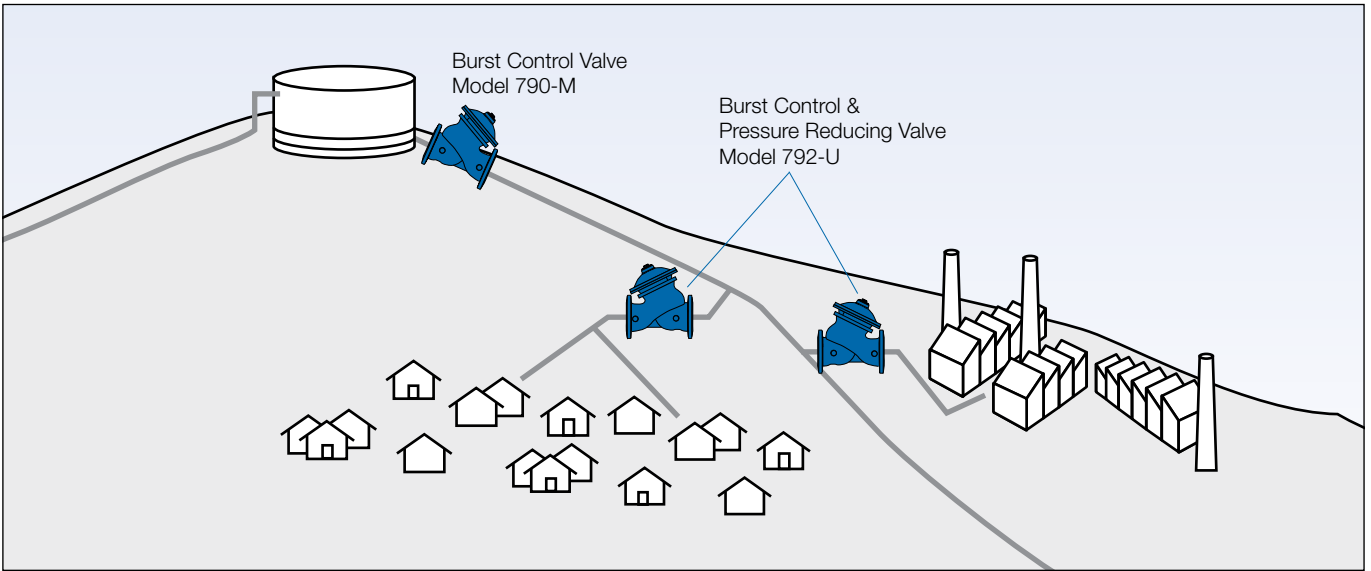 Burst Control Valve
Model 790-M
Burst Control &
Pressure Reducing Valve
Model 792-U